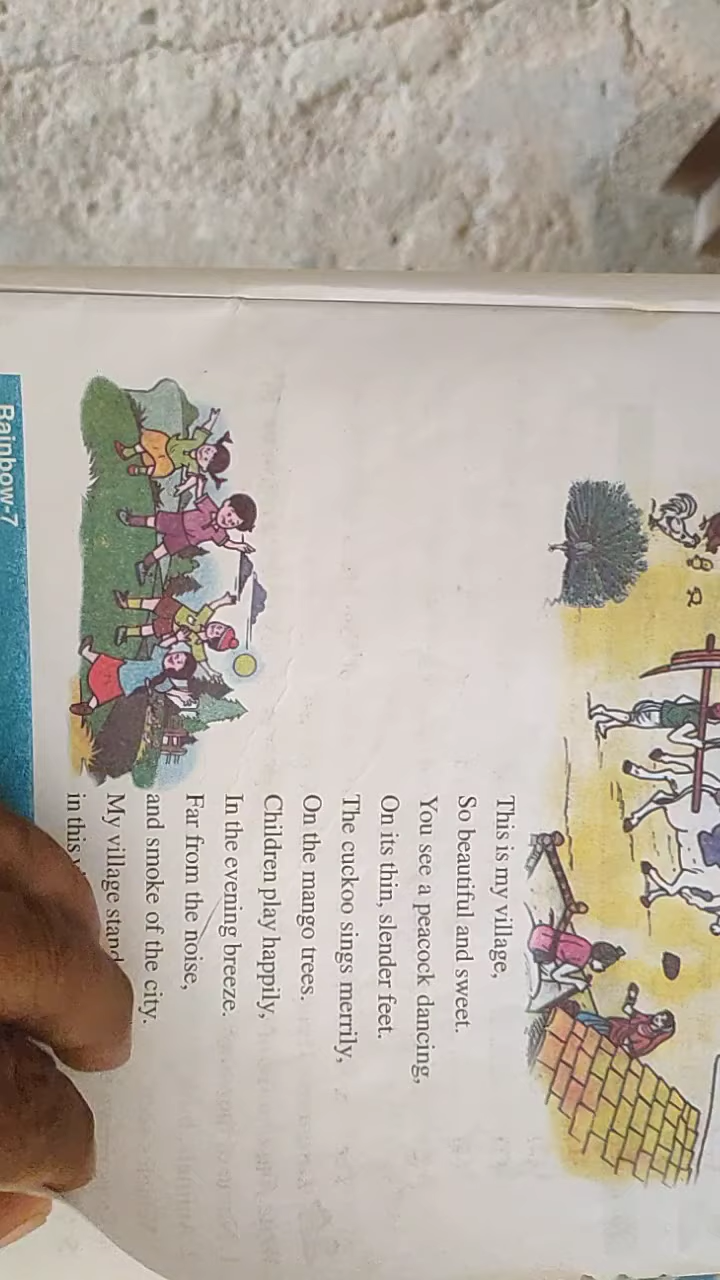 This is my village,
So beautiful and sweet.
You see a peacock dancing,
On its thin, slender feet.
The cuckoo sings merrily,
On the mango trees.
Children play happily,
In the evening breeze.
Far from the noise,
and smoke of the city.
My village stand
in this
Rainbow-7